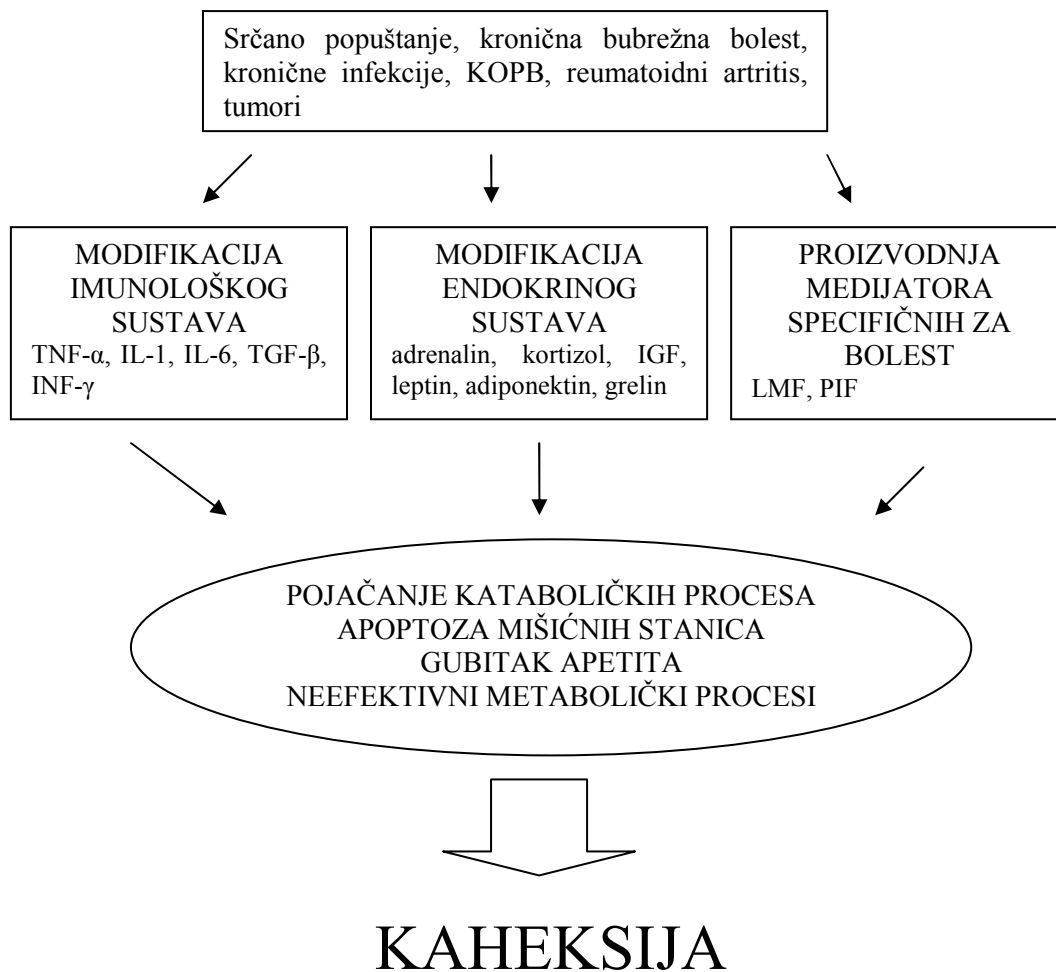 Srčano popuštanje, kronična bubrežna bolest,
kronične infekcije, KOPB, reumatoidni artritis,
tumori
MODIFIKACIJA
IMUNOLOŠKOG
SUSTAVA
TNF-α, IL-1, IL-6, TGF-β,
INF-γ
MODIFIKACIJA
ENDOKRINOG
SUSTAVA
adrenalin, kortizol, IGF,
leptin, adiponektin, grelin
PROIZVODNJA
MEDIJATORA
SPECIFIČNIH ZA
BOLEST
LMF, PIF
POJAČANJE KATABOLIČKIH PROCESA
APOPTOZA MIŠIĆNIH STANICA
GUBITAK APETITA
NEEFEKTIVNI METABOLIČKI PROCESI
KAHEKSIJA